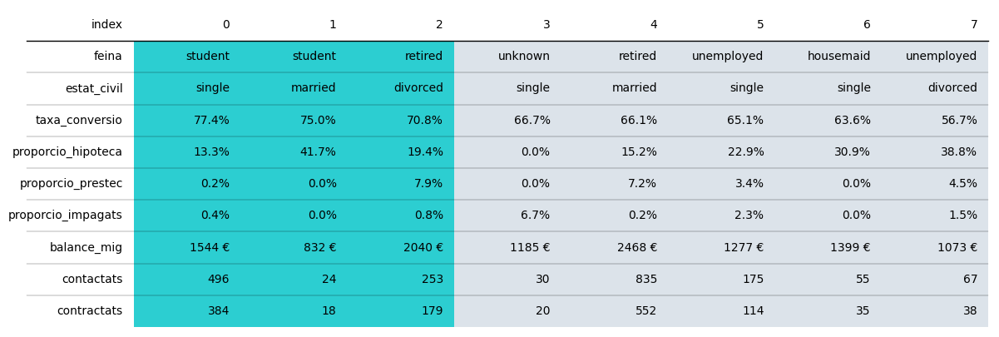 index 0 1 2 3 4 5 6 7
feina student student retired unknown retired unemployed housemaid unemployed
estat_civil single married divorced single married single single divorced
taxa_conversio 77.4% 75.0% 70.8% 66.7% 66.1% 65.1% 63.6% 56.7%
proporcio_hipoteca 13.3% 41.7% 19.4% 0.0% 15.2% 22.9% 30.9% 38.8%
proporcio_prestec 0.2% 0.0% 7.9% 0.0% 7.2% 3.4% 0.0% 4.5%
proporcio_impagats 0.4% 0.0% 0.8% 6.7% 0.2% 2.3% 0.0% 1.5%
balance_mig 1544 € 832 € 2040 € 1185 € 2468 € 1277 € 1399 € 1073 €
contactats 496 24 253 30 835 175 55 67
contractats 384 18 179 20 552 114 35 38